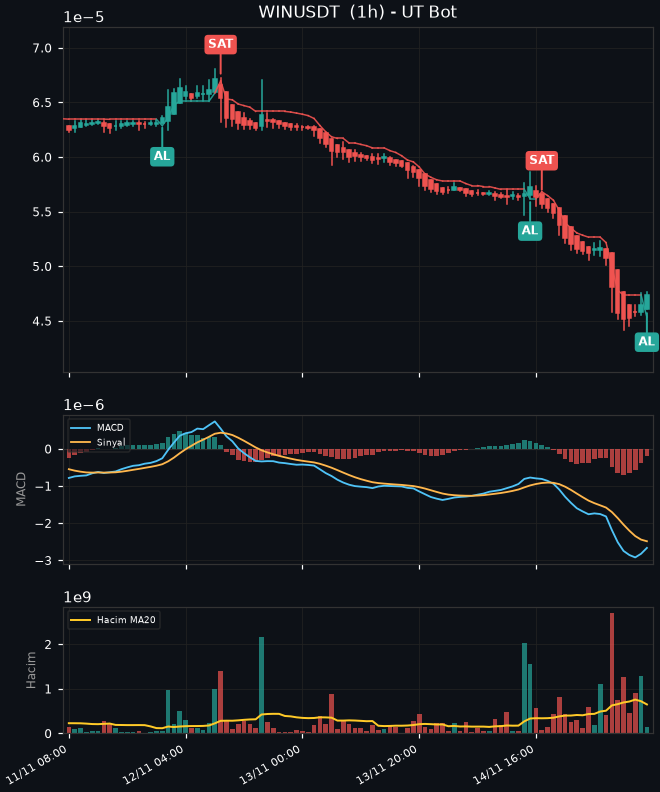 WINUSDT (1h) - UT Bot
1e−5
7.0
6.5
6.0
5.5
5.0
4.5
SAT
AL
SAT
AL
AL
1e−6
MACD
Sinyal
0
−1
−2
−3
MACD
1e9
Hacim MA20
2
1
0
Hacim
11/11 08:00
12/11 04:00
13/11 00:00
13/11 20:00
14/11 16:00